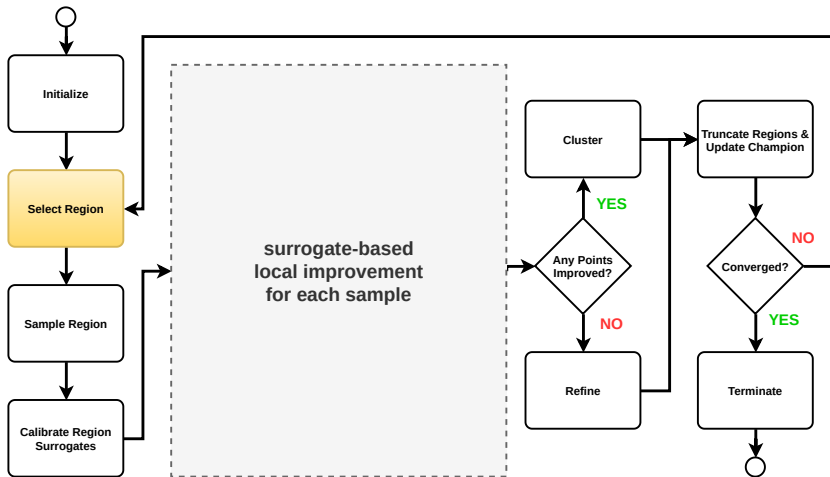 Initialize
Select Region
Sample Region
Calibrate Region
Surrogates
surrogate-based
local improvement
for each sample
Cluster
YES
Any Points
Improved?
NO
Refine
Truncate Regions &
Update Champion
NO
Converged?
YES
Terminate